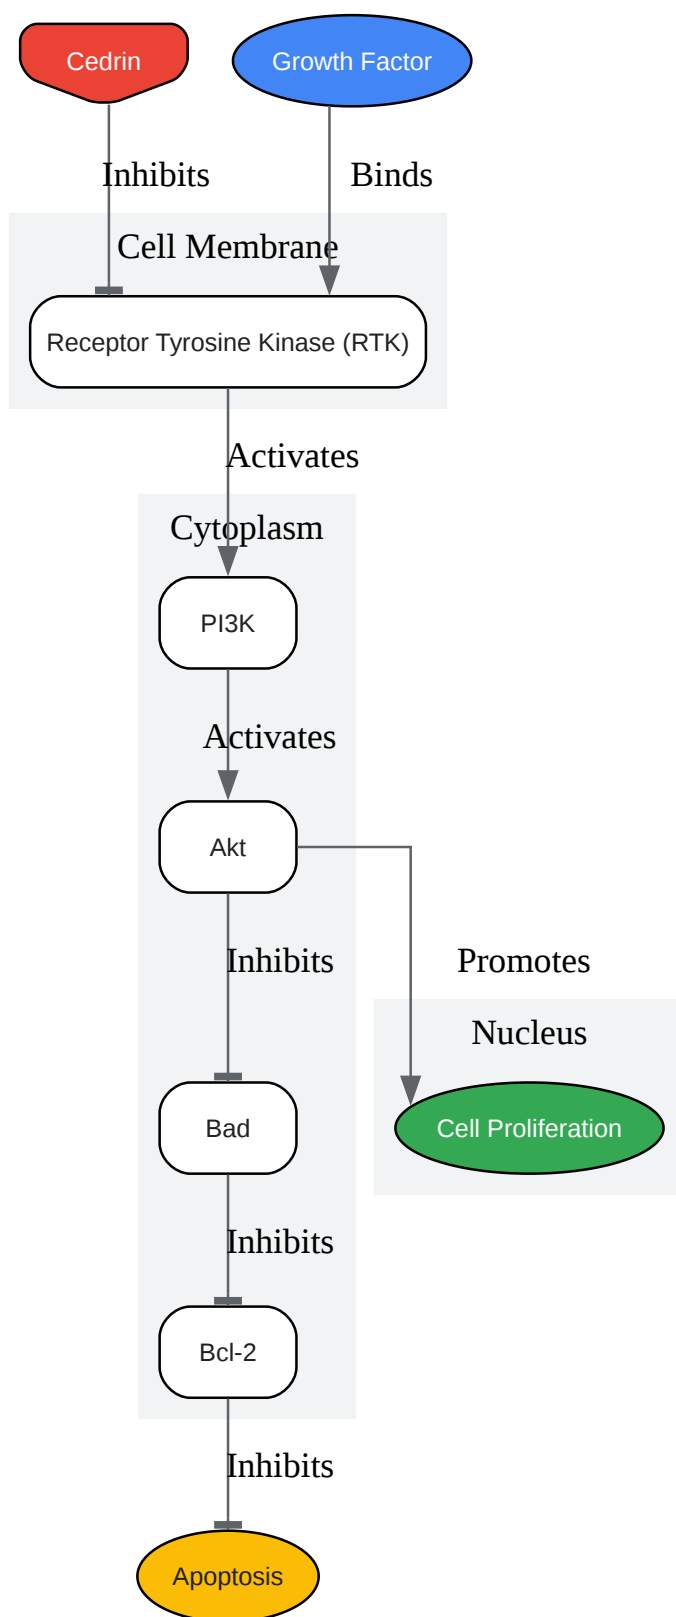 Cedrin
Growth Factor
Inhibits
Binds
Cell Membrane
Receptor Tyrosine Kinase (RTK)
Activates
Cytoplasm
PI3K
Activates
Akt
Inhibits
Promotes
Nucleus
Bad
Cell Proliferation
Inhibits
Bcl-2
Inhibits
Apoptosis